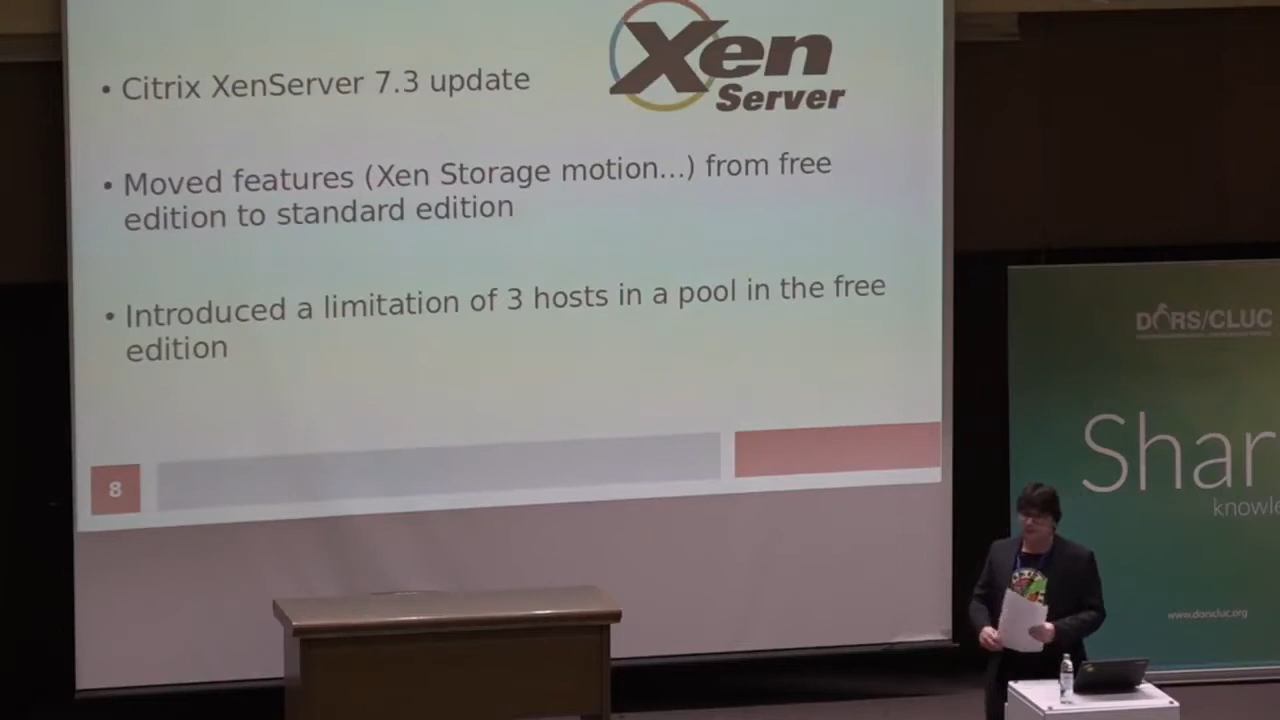 Xen
Server
• Citrix XenServer 7.3 update
• Moved features (Xen Storage motion...) from free
edition to standard edition
• Introduced a limitation of 3 hosts in a pool in the free
edition
8
DORS/CLUC
Shar
knowle
www.dorscluc.org